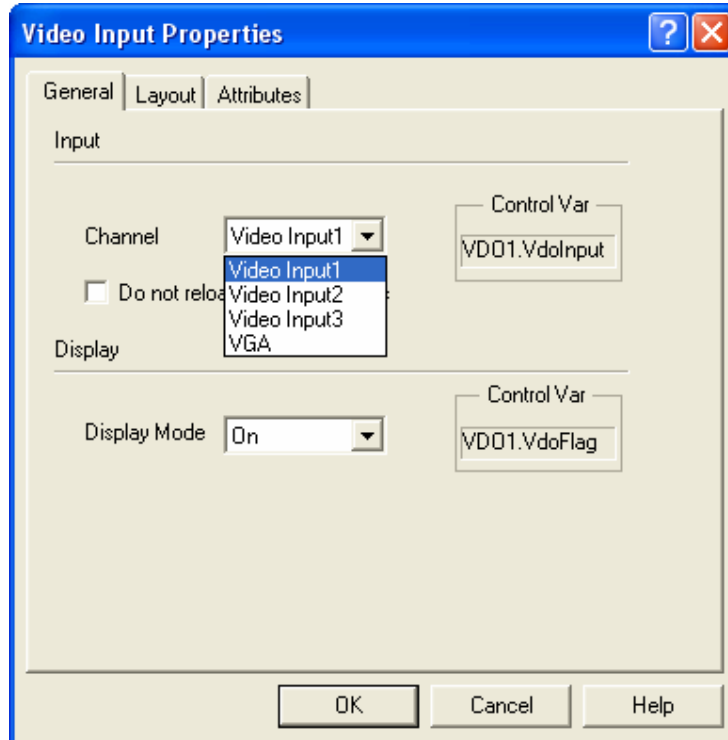 Video Input Properties
General Layout Attributes
Input
Control Var
Channel Video Input1 VDO1.VdoInput
Video Input1
Do not reloa
Video Input2
Video Input3
VGA
Display
Control Var
Display Mode On VDO1.VdoFlag
OK Cancel Help